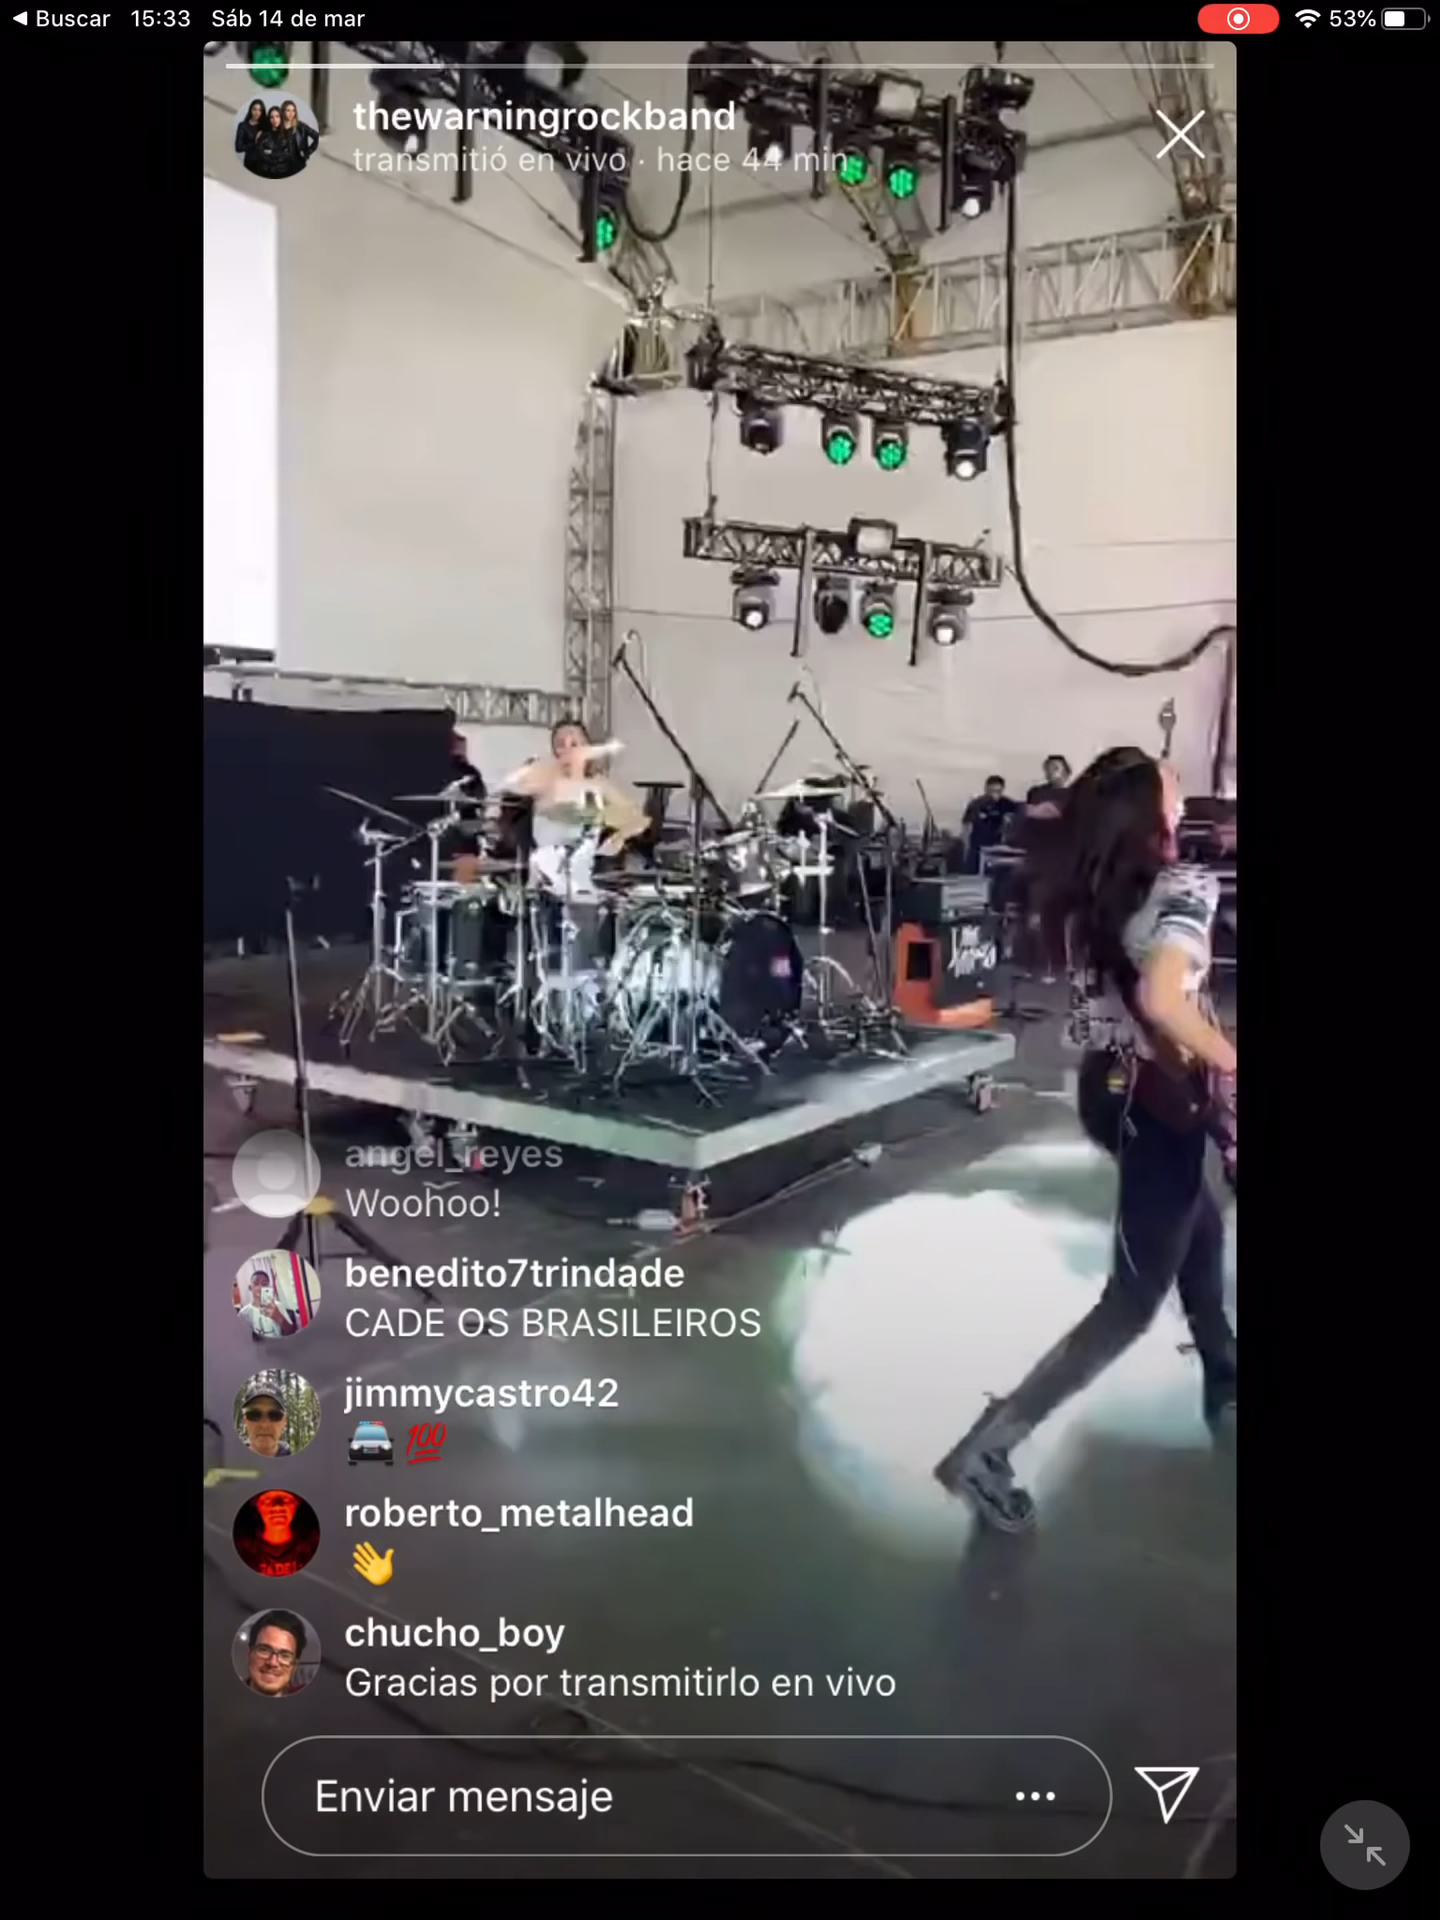 Buscar 15:33 Sáb 14 de mar 53%
thewarningrockband
transmitió en vivo · hace 44 min
angel_reyes
Woohoo!
benedito7trindade
CADE OS BRASILEIROS
jimmycastro42
🚔💯
roberto_metalhead
👋
chucho_boy
Gracias por transmitirlo en vivo
Enviar mensaje